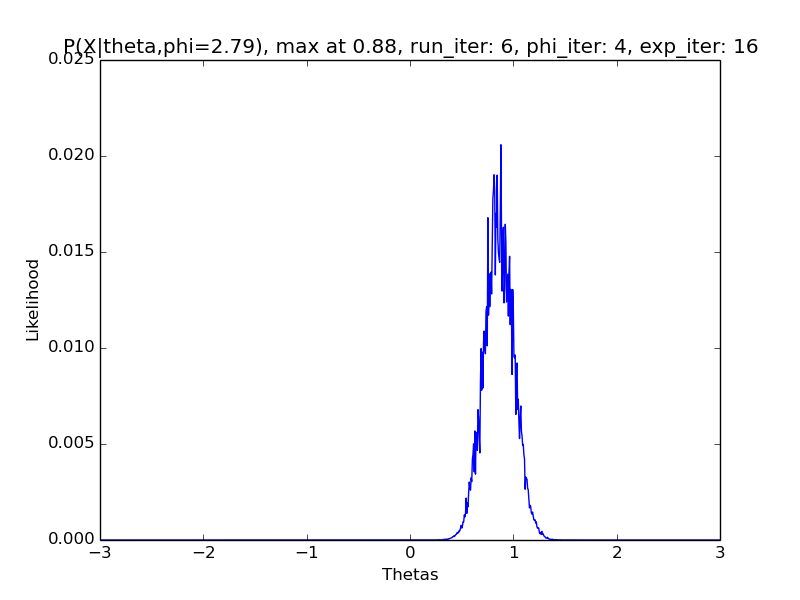 P(X|theta,phi=2.79), max at 0.88, run_iter: 6, phi_iter: 4, exp_iter: 16
0.025
0.020
0.015
0.010
0.005
0.000
Likelihood
−3 −2 −1 0 1 2 3
Thetas